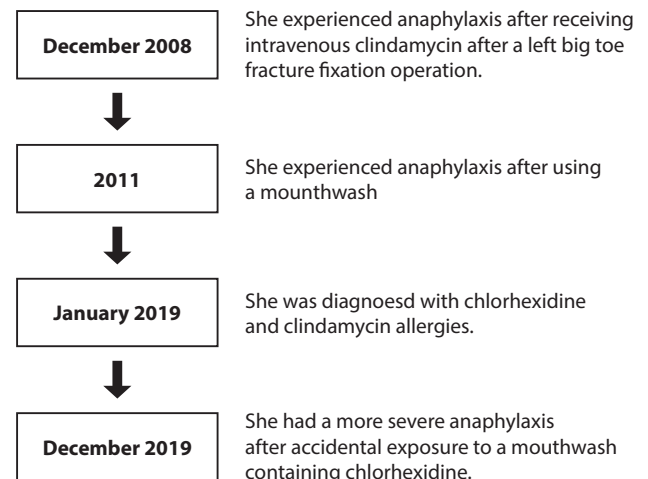 December 2008
She experienced anaphylaxis after receiving
intravenous clindamycin after a left big toe
fracture fixation operation.
2011
She experienced anaphylaxis after using
a mounthwash
January 2019
She was diagnoesd with chlorhexidine
and clindamycin allergies.
December 2019
She had a more severe anaphylaxis
after accidental exposure to a mouthwash
containing chlorhexidine.